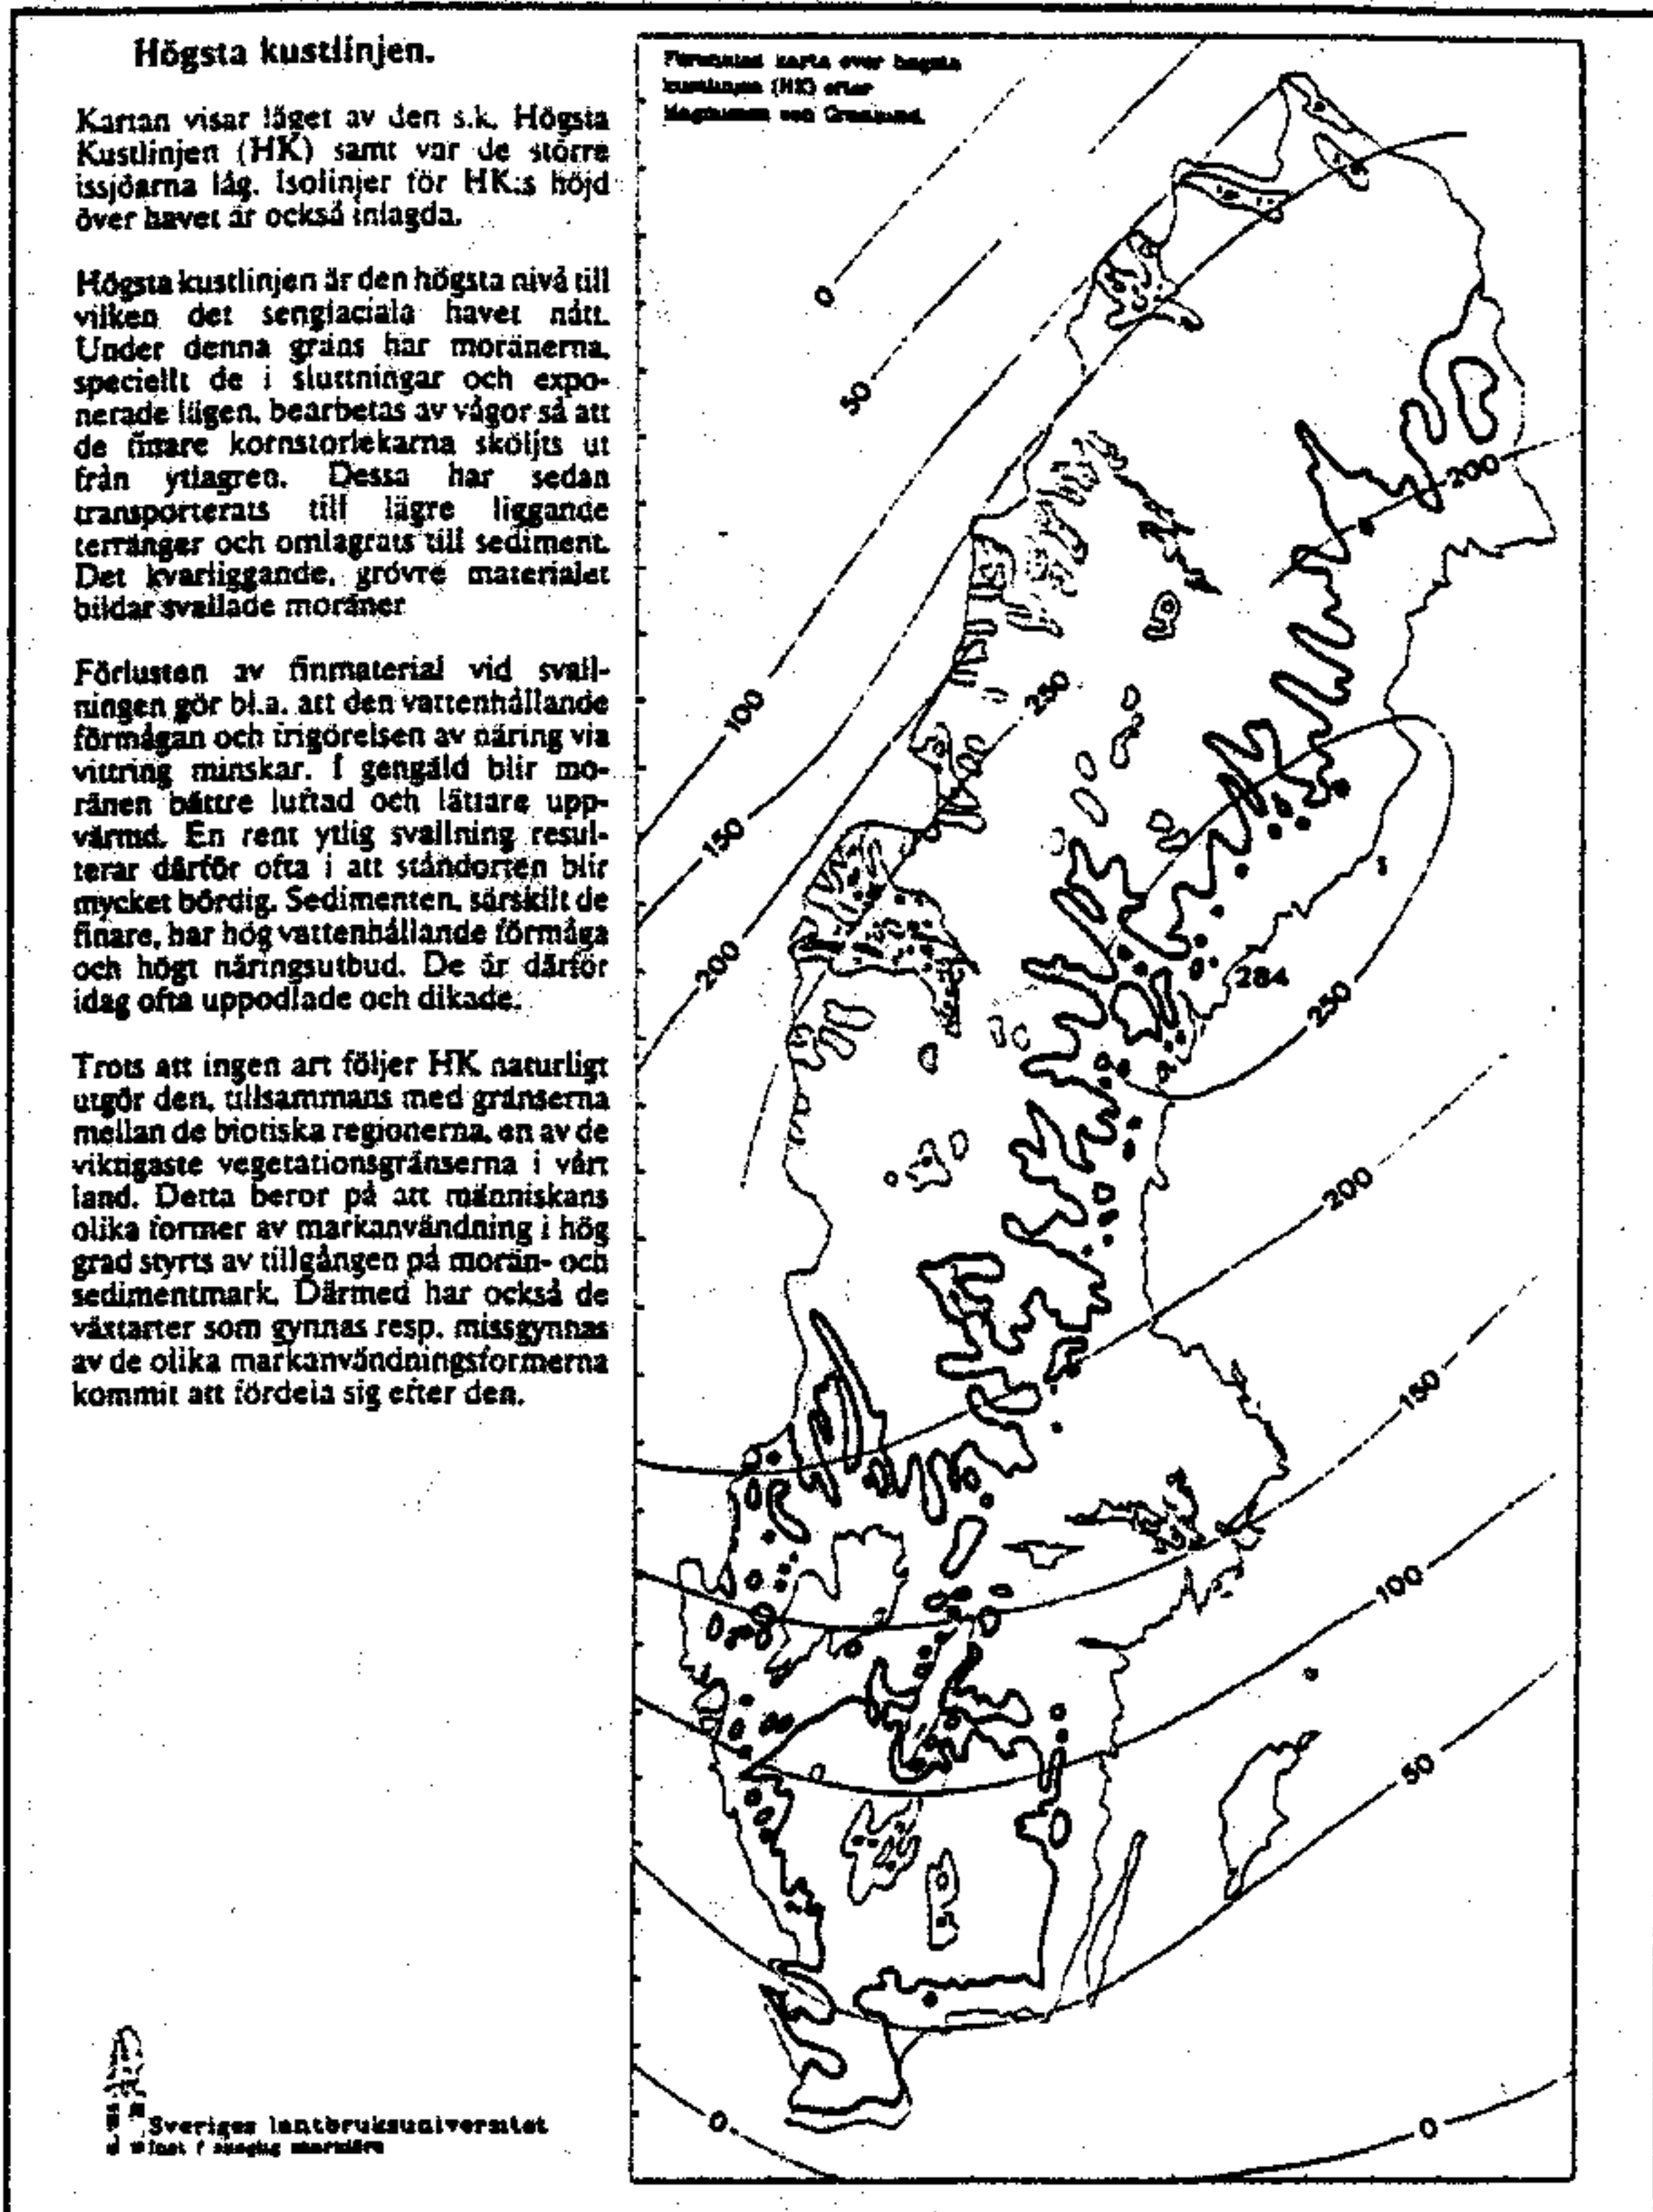 Högsta kustlinjen.
Kartan visar läget av den s.k. Högsta
Kustlinjen (HK) samt var de större
issjöarna låg. Isolinjer för HK:s höjd
över havet är också inlagda.
Högsta kustlinjen är den högsta nivå till
vilken det senglaciala havet nått.
Under denna gräns har moränerna,
speciellt de i sluttningar och expo-
nerade lägen, bearbetas av vågor så att
de finare kornstorlekarna sköljts ut
från ytlagren. Dessa har sedan
transporterats till lägre liggande
terränger och omlagrats till sediment.
Det kvarliggande, grövre materialet
bildar svallade moräner
Förlusten av finmaterial vid svall-
ningen gör bl.a. att den vattenhållande
förmågan och frigörelsen av näring via
vittring minskar. I gengäld blir mo-
ränen bättre luftad och lättare upp-
värmd. En rent ytlig svallning resul-
terar därför ofta i att ståndorten blir
mycket bördig. Sedimenten, särskilt de
finare, har hög vattenhållande förmåga
och högt näringsutbud. De är därför
idag ofta uppodlade och dikade.
Trots att ingen art följer HK naturligt
utgör den, tillsammans med gränserna
mellan de biotiska regionerna, en av de
viktigaste vegetationsgränserna i vårt
land. Detta beror på att människans
olika former av markanvändning i hög
grad styrts av tillgången på morän- och
sedimentmark. Därmed har också de
växtarter som gynnas resp. missgynnas
av de olika markanvändningsformerna
kommit att fördela sig efter den.
Sveriges lantbruksuniversitet
Inst f skoglig marklära
karta över högsta
kustlinjen (HK) efter
och
0
50
200
100
250
150
200
284
250
200
150
100
50
0
0